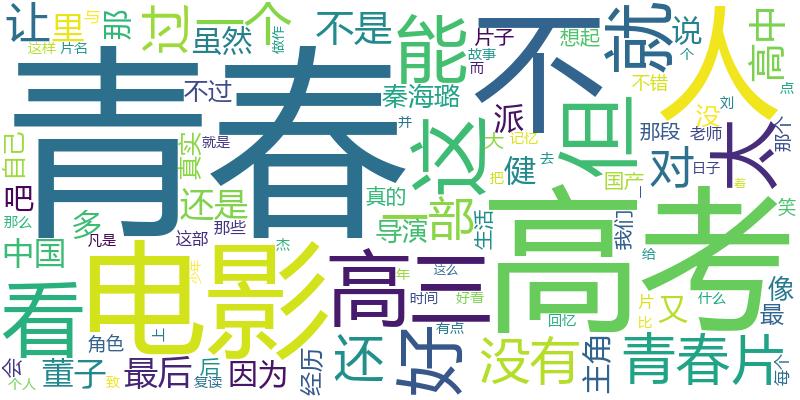 让
里
与
那
过
一个
不是
能
片子
想起
不
就
人
说
个
高中
这样
片名
虽然
做作
故事
而
青春
不过
秦海璐
这
但
不错
没
刘
点
太
那个
自己
真实
就是
并
派
大
记忆
去
那段
老师
日子
吧
还是
真的
健
把
对
国产
一
着
多
那些
导演
一部
生活
高考
我们
笑
那么
中国
凡是
这部
杰
给
电影
高三
年
时间
这么
好看
片
比
又
什么
像
最
看
少年
角色
上
有点
回忆
会
个人
董子
致
最后
后
复读
因为
经历
还
好
没有
主角
青春片
每个